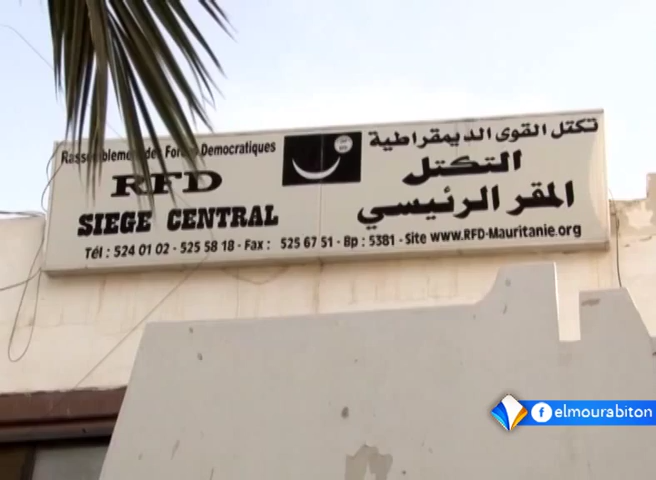 Rassemblement des Forces Democratiques
RFD
SIEGE CENTRAL
تكتل القوى الديمقراطية
التكتل
المقر الرئيسي
Tél : 524 01 02 - 525 58 18 - Fax : 525 67 51 - Bp : 5381 - Site www.RFD-Mauritanie.org
elmourabiton